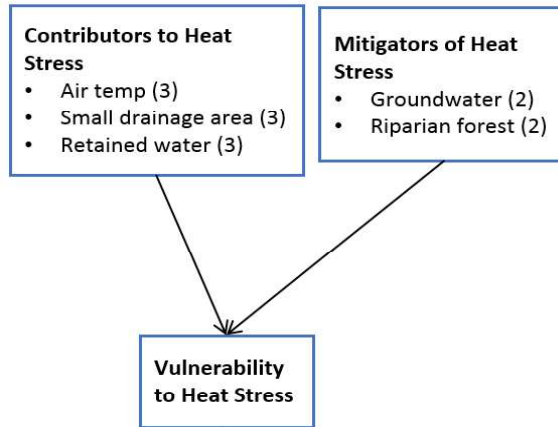 Contributors to Heat
Stress
• Air temp (3)
• Small drainage area (3)
• Retained water (3)
Mitigators of Heat
Stress
• Groundwater (2)
• Riparian forest (2)
Vulnerability
to Heat Stress